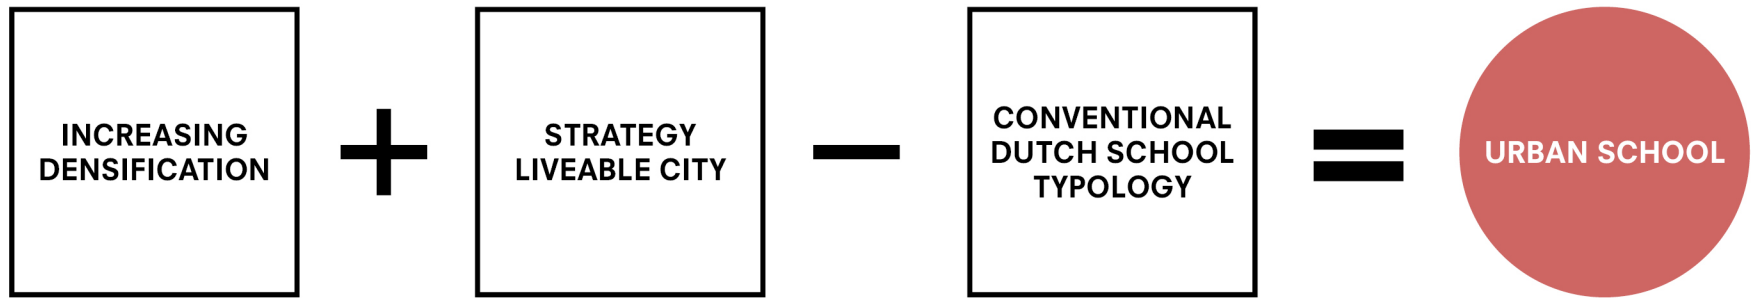 INCREASING
DENSIFICATION
+
STRATEGY
LIVEABLE CITY
−
CONVENTIONAL
DUTCH SCHOOL
TYPOLOGY
=
URBAN SCHOOL